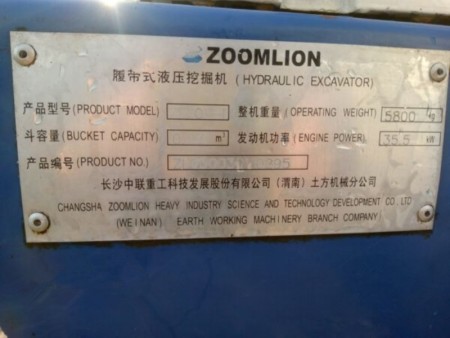 ZOOMLION
履带式液压挖掘机 (HYDRAULIC EXCAVATOR)
产品型号(PRODUCT MODEL) 整机重量(OPERATING WEIGHT) 5800 kg
斗容量(BUCKET CAPACITY) m³ 发动机功率(ENGINE POWER) 35.5 kW
产品编号(PRODUCT NO.)
长沙中联重工科技发展股份有限公司(渭南)土方机械分公司
CHANGSHA ZOOMLION HEAVY INDUSTRY SCIENCE AND TECHNOLOGY DEVELOPMENT CO. LTD
(WEINAN) EARTH WORKING MACHINERY BRANCH COMPANY